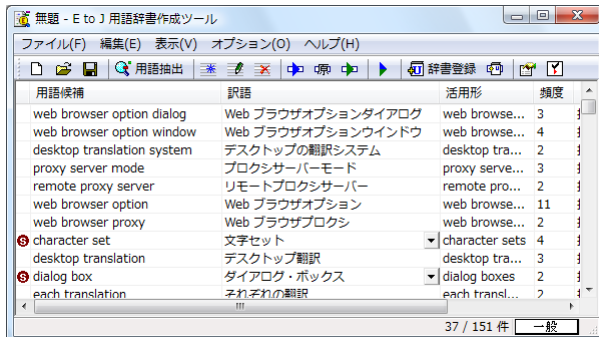 無題 - E to J 用語辞書作成ツール
ファイル(F) 編集(E) 表示(V) オプション(O) ヘルプ(H)
用語抽出 辞書登録
用語候補 訳語 活用形 頻度
web browser option dialog Web ブラウザオプションダイアログ web browse... 3
web browser option window Web ブラウザオプションウインドウ web browse... 4
desktop translation system デスクトップの翻訳システム desktop tra... 2
proxy server mode プロクシサーバーモード proxy serve... 3
remote proxy server リモートプロクシサーバー remote pro... 2
web browser option Web ブラウザオプション web browse... 11
web browser proxy Web ブラウザプロクシ web browse... 2
S character set 文字セット character sets 4
desktop translation デスクトップ翻訳 desktop tra... 3
S dialog box ダイアログ・ボックス dialog boxes 2
each translation それぞれの翻訳 each transl... 2
37 / 151 件 一般